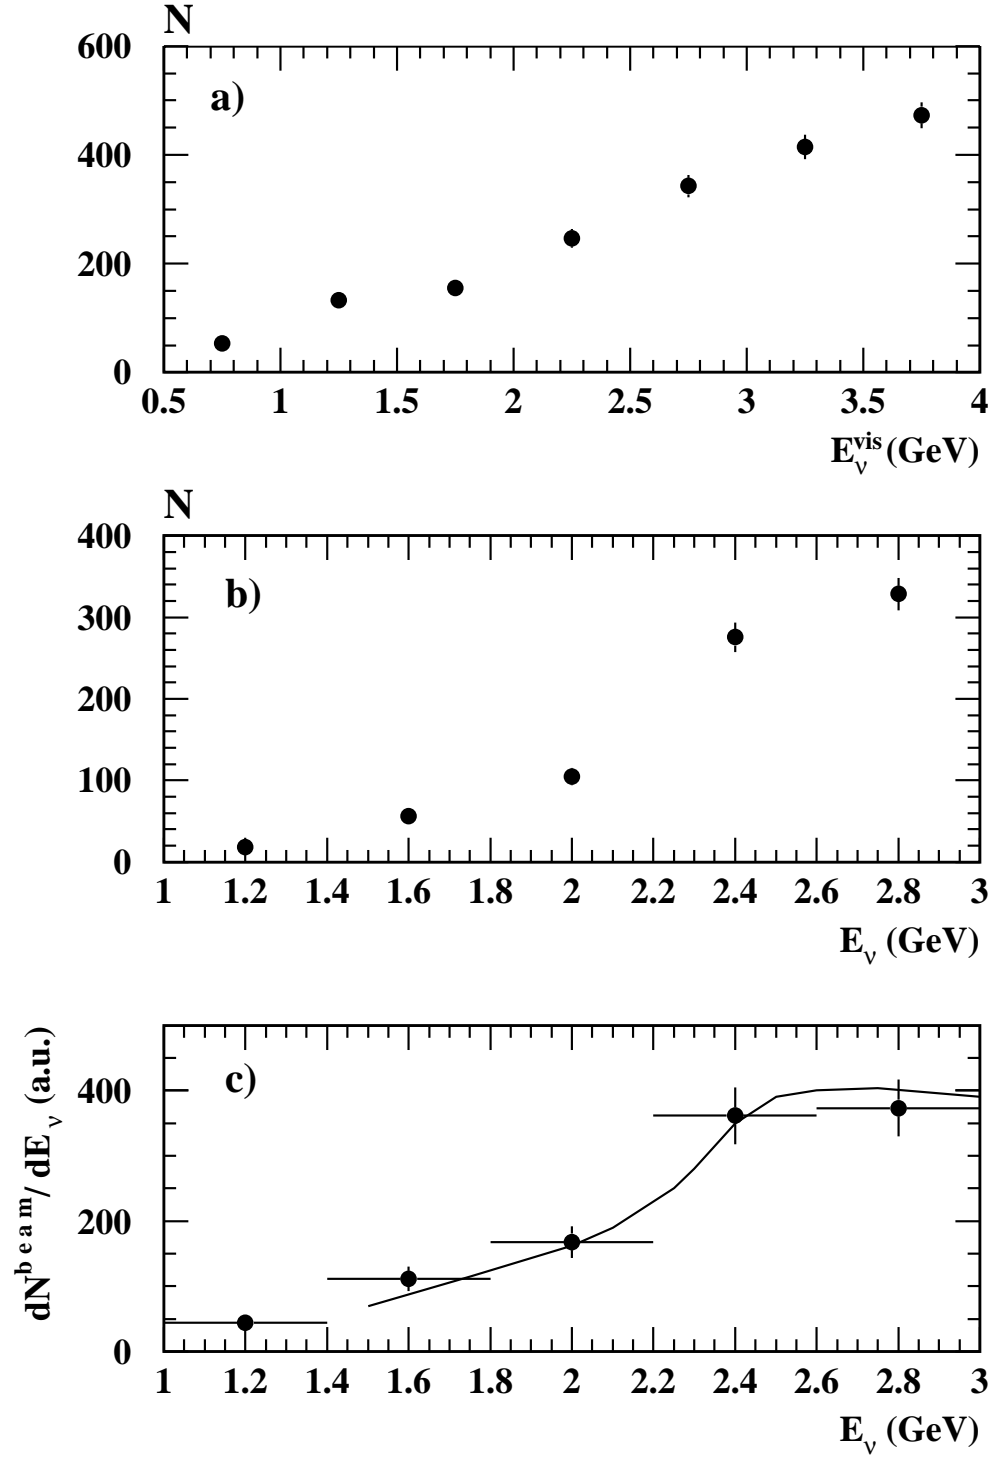 N
600
a)
400
200
0
0.5 1 1.5 2 2.5 3 3.5 4
E_ν^vis (GeV)
N
400
b)
300
200
100
0
1 1.2 1.4 1.6 1.8 2 2.2 2.4 2.6 2.8 3
E_ν (GeV)
dN^beam / dE_ν (a.u.)
c)
400
200
0
1 1.2 1.4 1.6 1.8 2 2.2 2.4 2.6 2.8 3
E_ν (GeV)